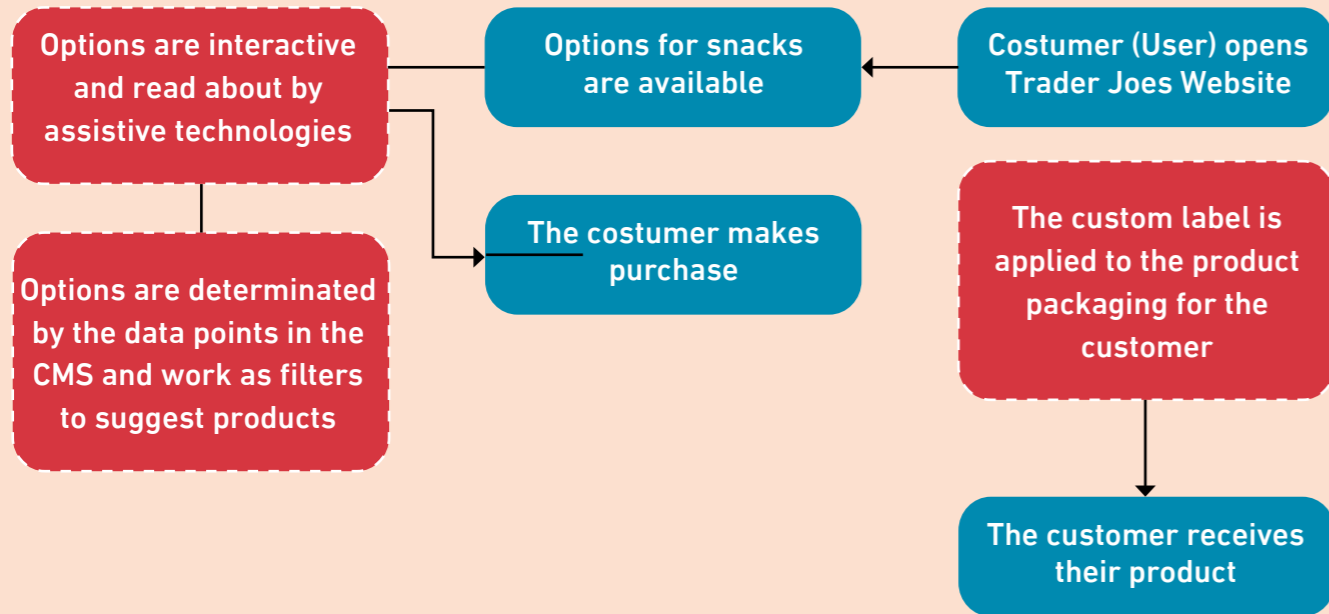 Options are interactive
and read about by
assistive technologies
Options for snacks
are available
Costumer (User) opens
Trader Joes Website
The costumer makes
purchase
The custom label is
applied to the product
packaging for the
customer
Options are determinated
by the data points in the
CMS and work as filters
to suggest products
The customer receives
their product